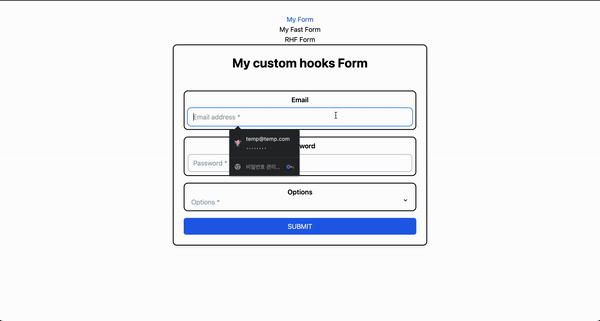 My Form
My Fast Form
RHF Form
My custom hooks Form
Email
Email address *
temp@temp.com
••••••••
비밀번호 관리...
word
Password *
Options
Options *
SUBMIT